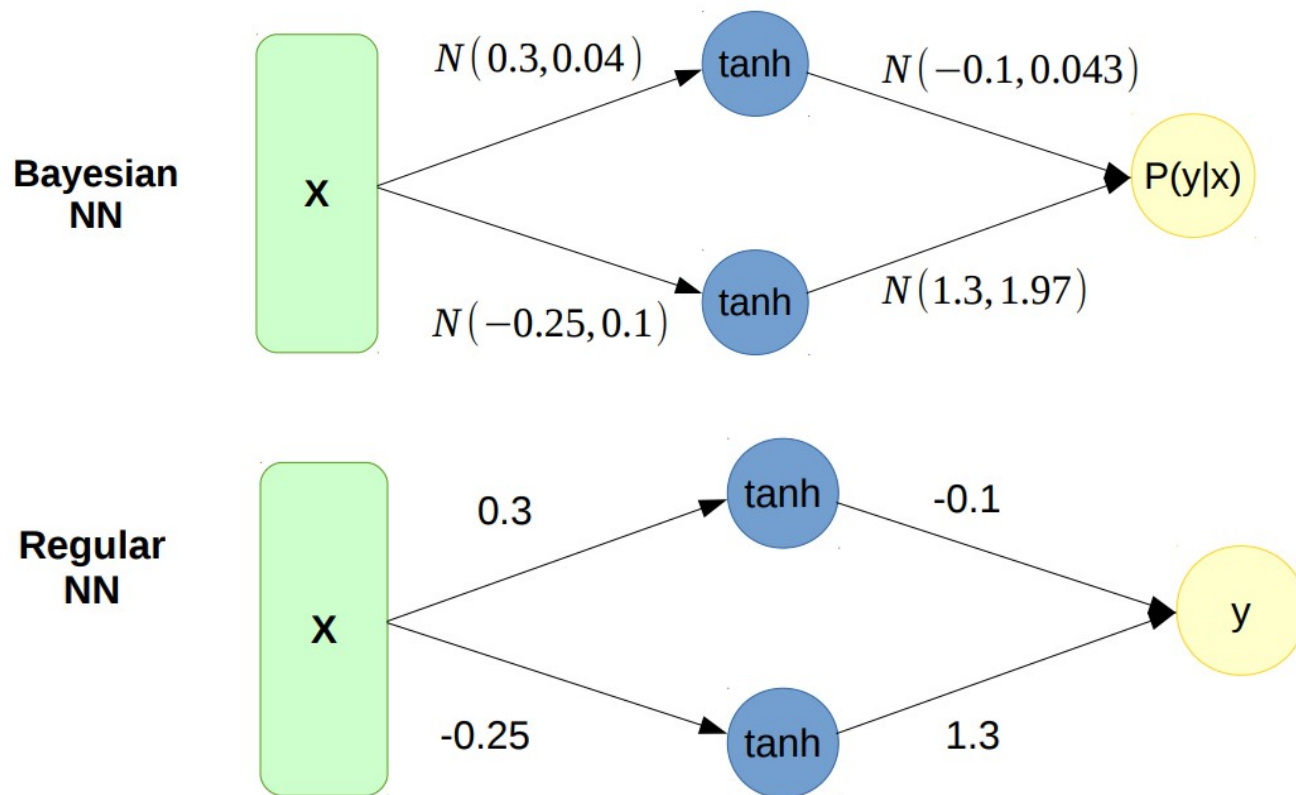 N(0.3,0.04)
tanh
N(−0.1,0.043)
Bayesian
NN
X
P(y|x)
N(−0.25,0.1)
tanh
N(1.3,1.97)
Regular
NN
X
0.3
tanh
-0.1
y
-0.25
tanh
1.3